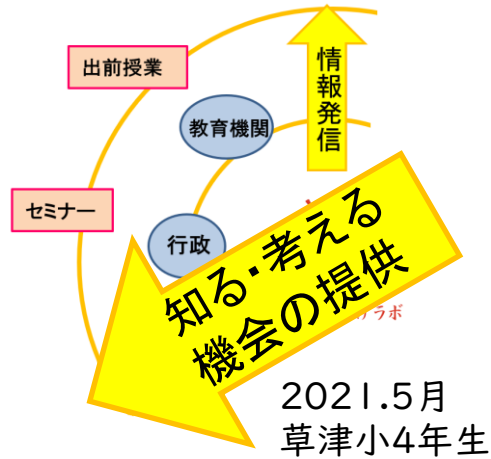 出前授業
情報発信
教育機関
セミナー
行政
知る・考える
機会の提供
ラボ
2021.5月
草津小4年生